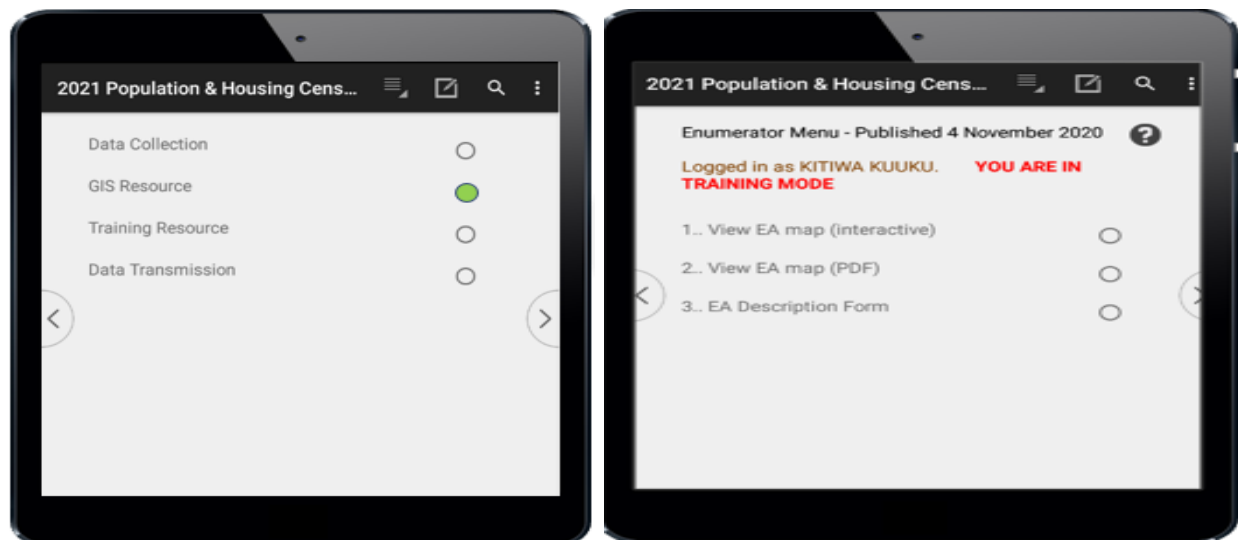 2021 Population & Housing Cens...
Data Collection
GIS Resource
Training Resource
Data Transmission
2021 Population & Housing Cens...
Enumerator Menu - Published 4 November 2020
Logged in as KITIWA KUUKU. YOU ARE IN
TRAINING MODE
1.. View EA map (interactive)
2.. View EA map (PDF)
3.. EA Description Form